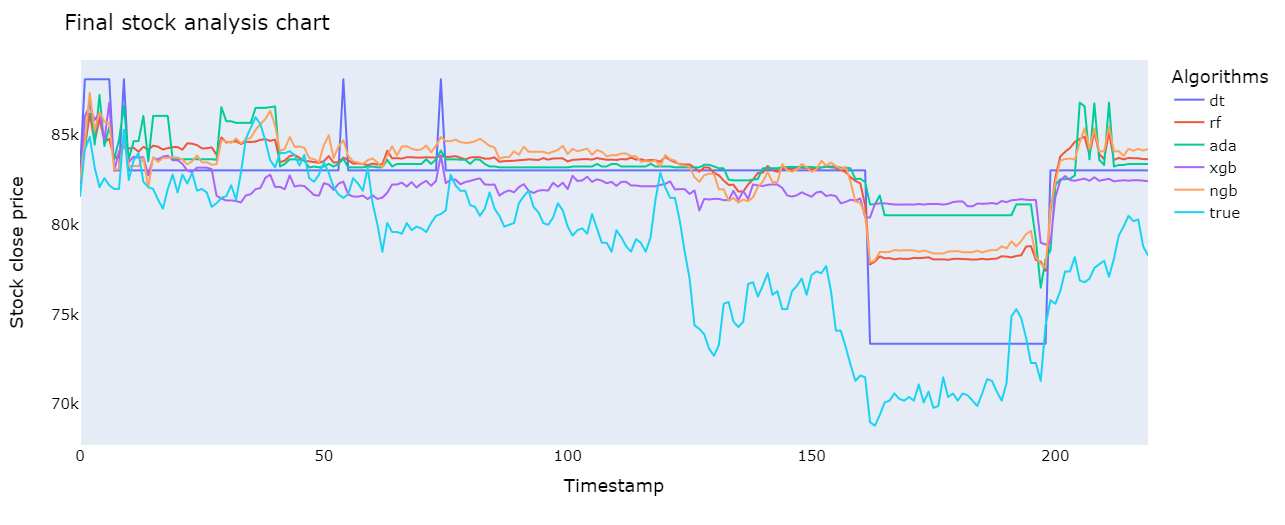 Final stock analysis chart
Stock close price
85k
80k
75k
70k
0
50
100
150
200
Timestamp
Algorithms
dt
rf
ada
xgb
ngb
true